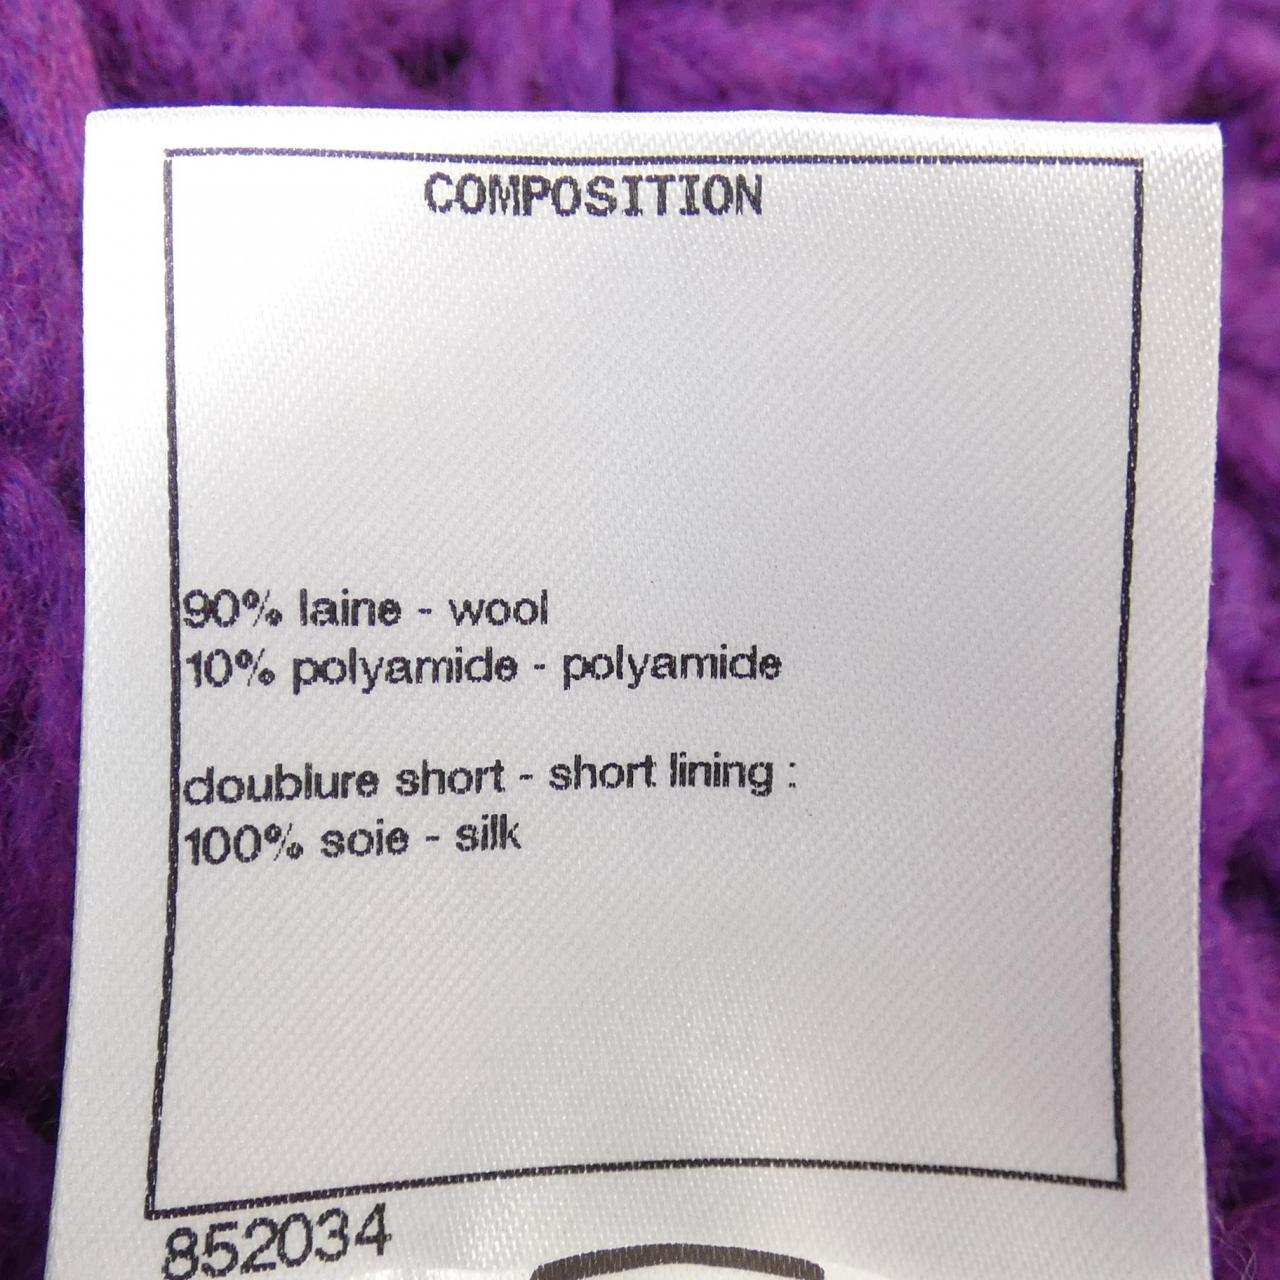 COMPOSITION
90% laine - wool
10% polyamide - polyamide
doublure short - short lining :
100% soie - silk
852034